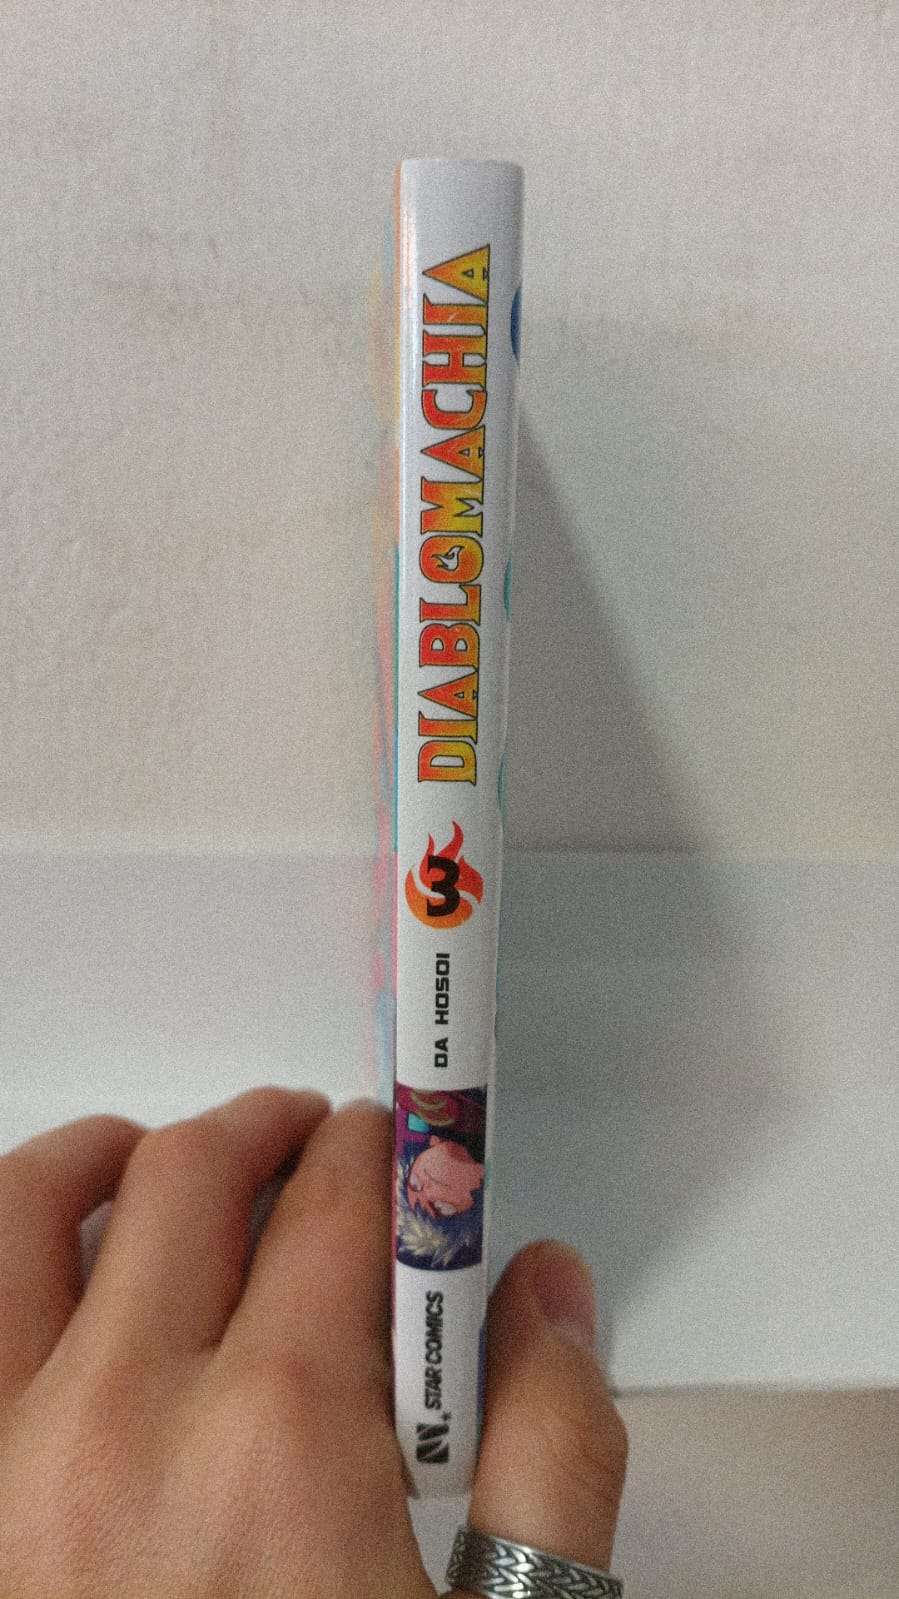 DIABLOMACHIA
3
DA HOSOI
STAR COMICS